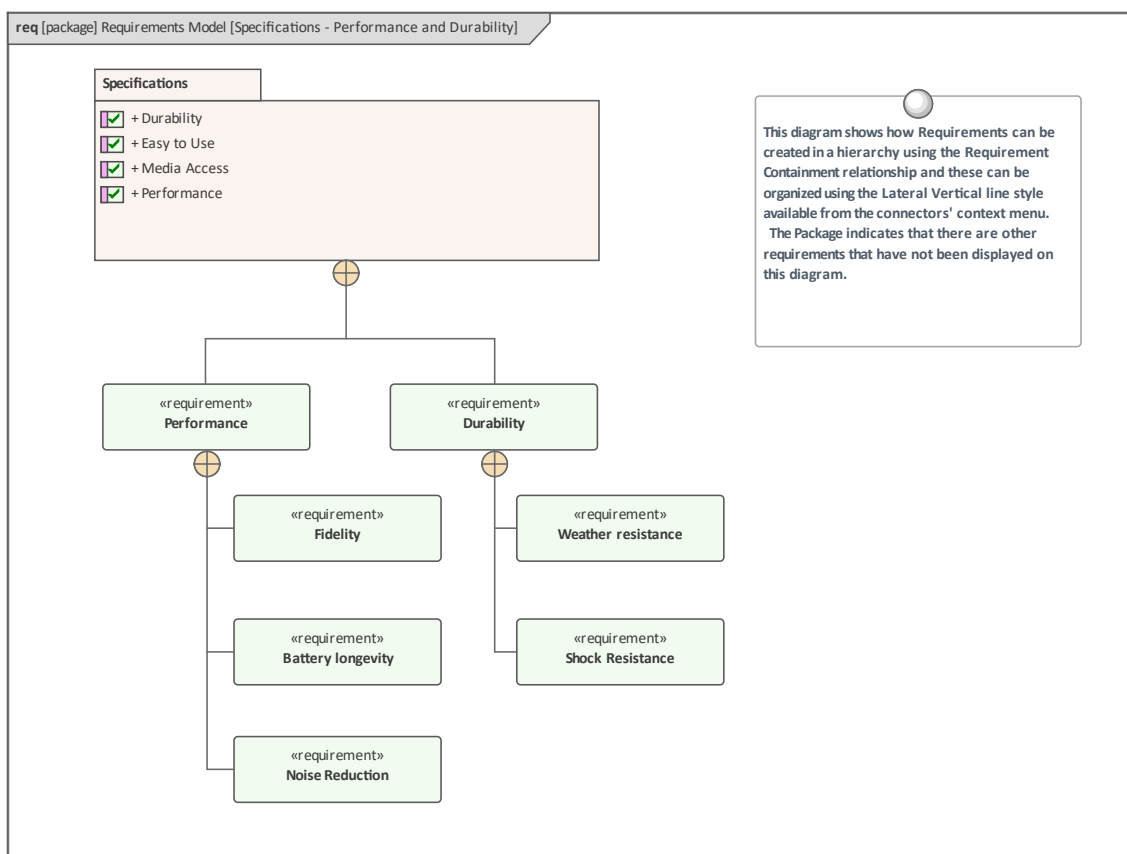 req [package] Requirements Model [Specifications - Performance and Durability]
Specifications
+ Durability
+ Easy to Use
+ Media Access
+ Performance
This diagram shows how Requirements can be
created in a hierarchy using the Requirement
Containment relationship and these can be
organized using the Lateral Vertical line style
available from the connectors' context menu.
The Package indicates that there are other
requirements that have not been displayed on
this diagram.
«requirement»
Performance
«requirement»
Durability
«requirement»
Fidelity
«requirement»
Weather resistance
«requirement»
Battery longevity
«requirement»
Shock Resistance
«requirement»
Noise Reduction